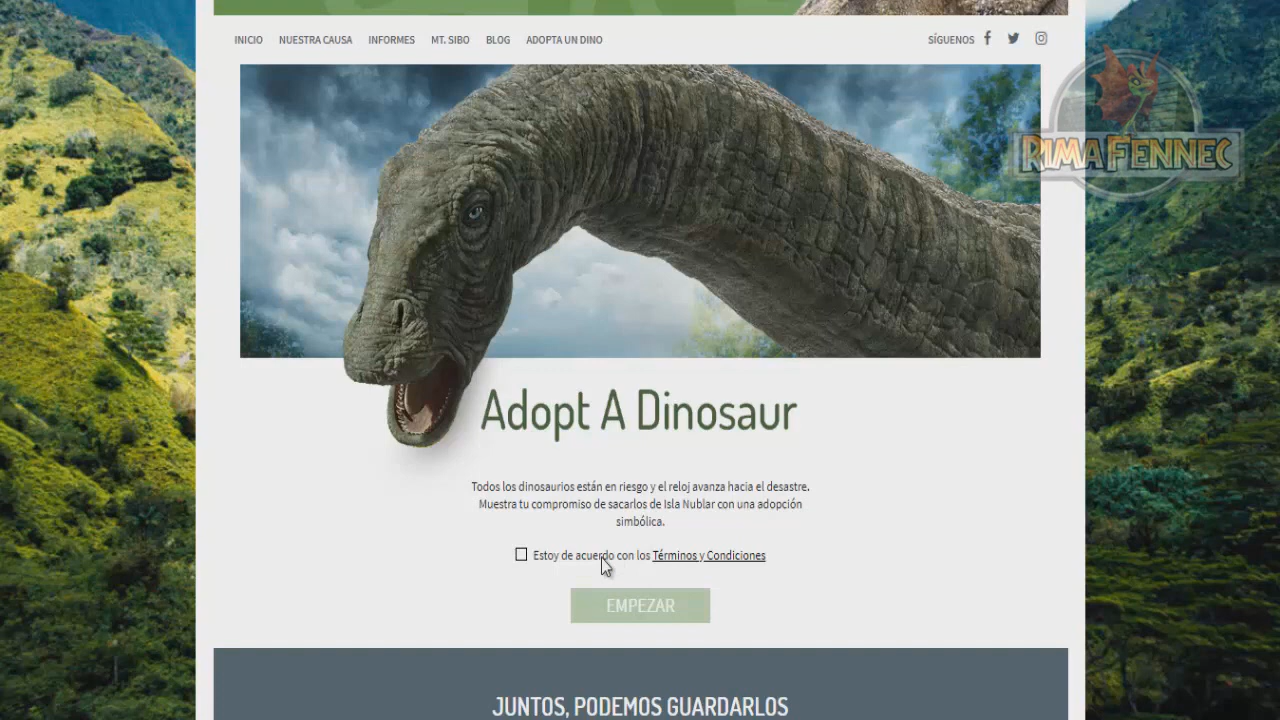 INICIO NUESTRA CAUSA INFORMES MT. SIBO BLOG ADOPTA UN DINO SÍGUENOS
RIMA FENNEC
Adopt A Dinosaur
Todos los dinosaurios están en riesgo y el reloj avanza hacia el desastre.
Muestra tu compromiso de sacarlos de Isla Nublar con una adopción
simbólica.
Estoy de acuerdo con los Términos y Condiciones
EMPEZAR
JUNTOS, PODEMOS GUARDARLOS